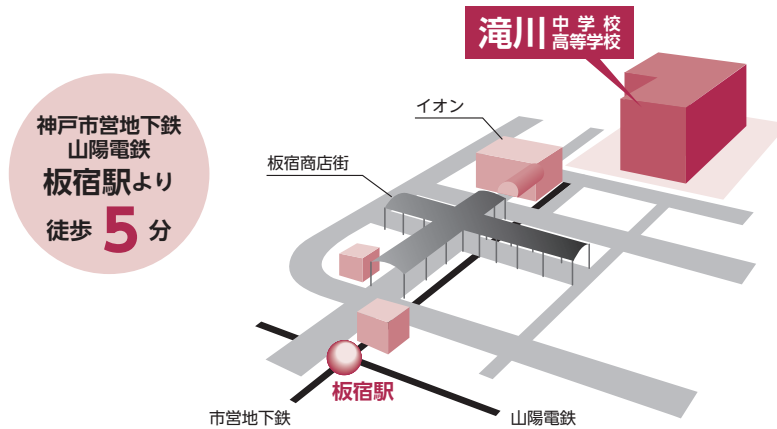 滝川 中学校
高等学校
神戸市営地下鉄
山陽電鉄
板宿駅より
徒歩 5 分
イオン
板宿商店街
板宿駅
市営地下鉄
山陽電鉄